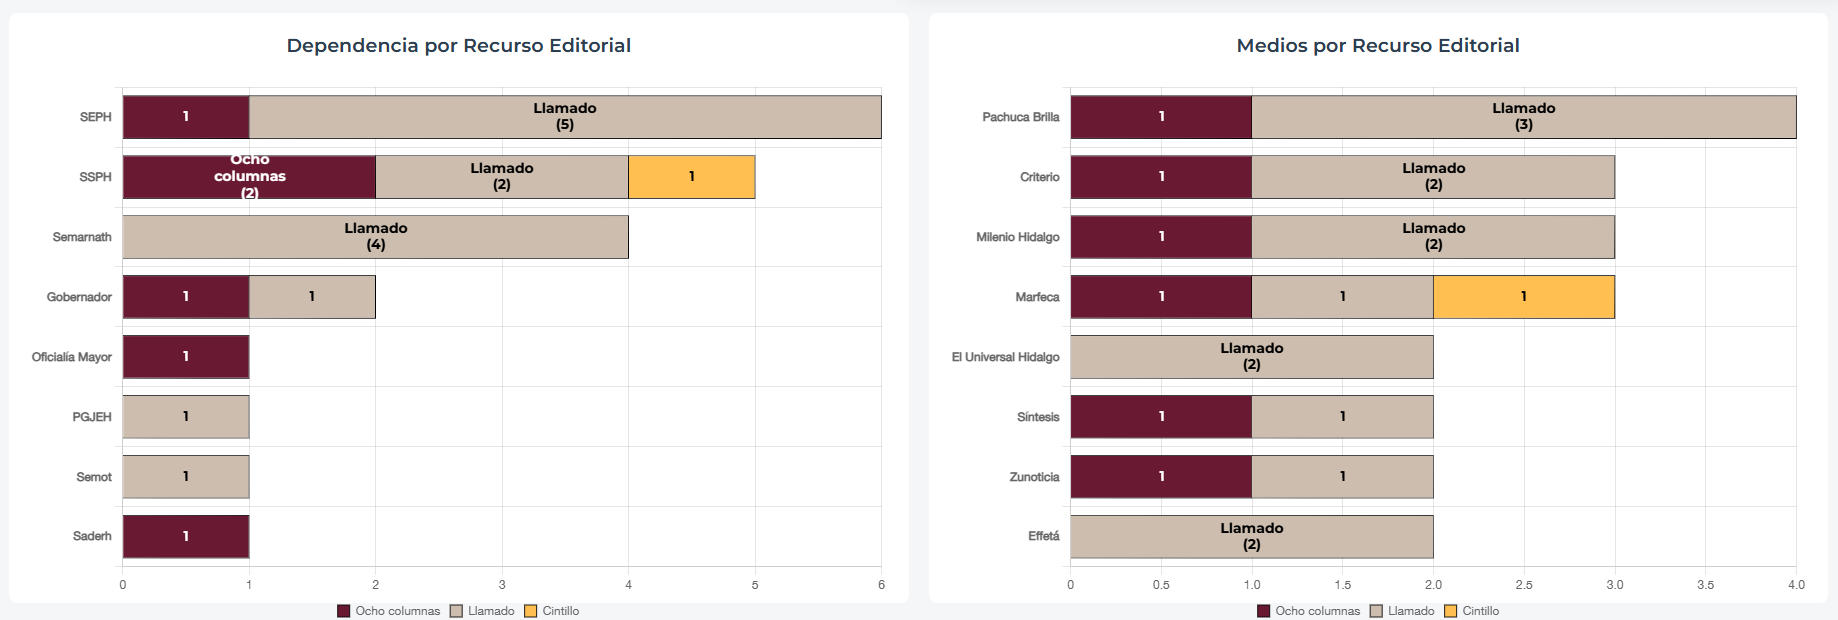 Dependencia por Recurso Editorial
SEPH
1
Llamado
(5)
SSPH
Ocho
columnas
(2)
Llamado
(2)
1
Semarnath
Llamado
(4)
Gobernador
1
1
Oficialía Mayor
1
PGJEH
1
Semot
1
Saderh
1
0 1 2 3 4 5 6
Ocho columnas Llamado Cintillo
Medios por Recurso Editorial
Pachuca Brilla
1
Llamado
(3)
Criterio
1
Llamado
(2)
Milenio Hidalgo
1
Llamado
(2)
Marfeca
1
1
1
El Universal Hidalgo
Llamado
(2)
Síntesis
1
1
Zunoticia
1
1
Effetá
Llamado
(2)
0 0.5 1.0 1.5 2.0 2.5 3.0 3.5 4.0
Ocho columnas Llamado Cintillo